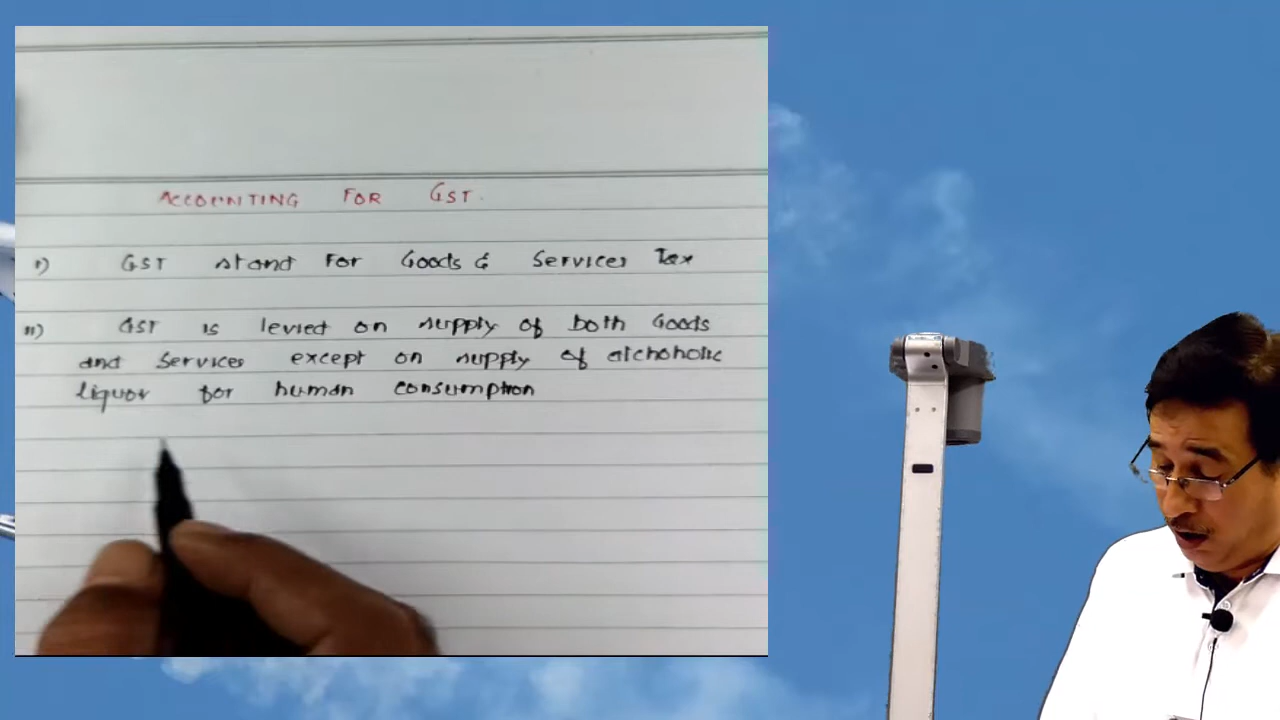 ACCOUNTING FOR GST.
i) GST stand For Goods & Services Tax
ii) GST is levied on supply of both Goods
and Services except on supply of alchoholic
liquor for human consumption